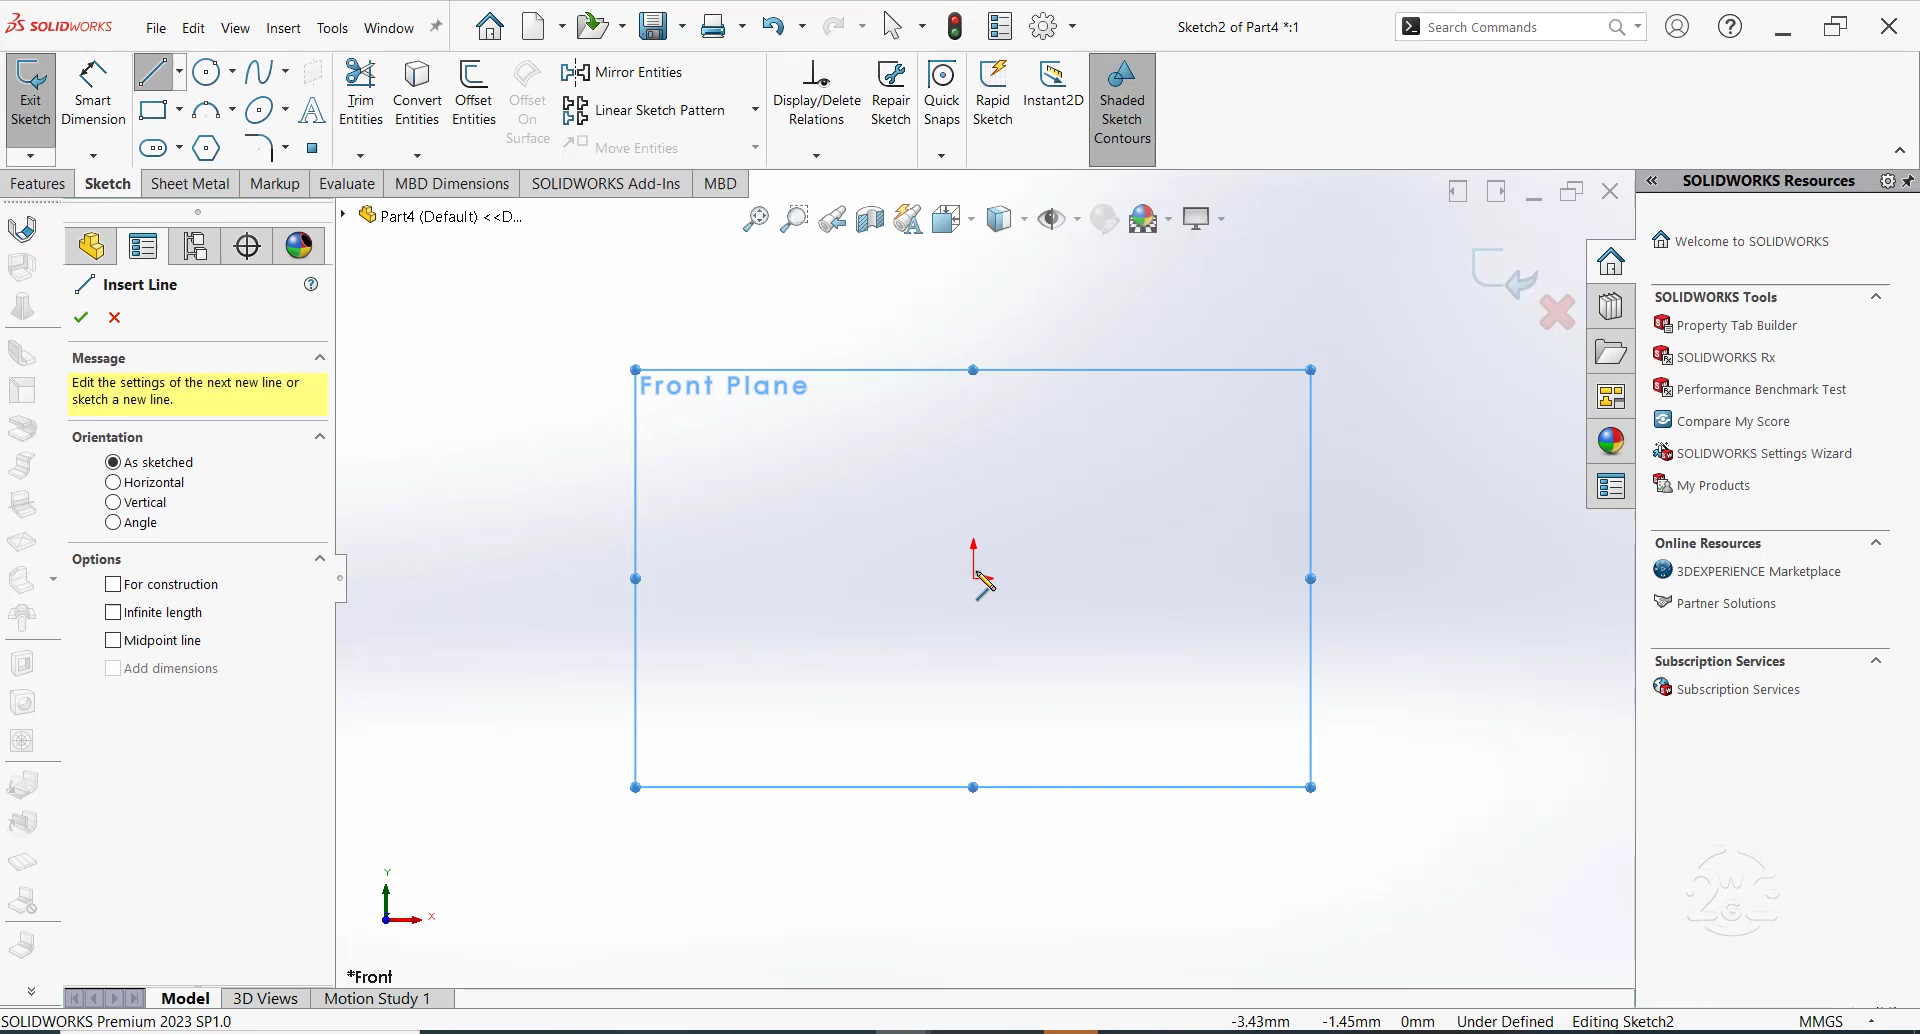 SOLIDWORKS File Edit View Insert Tools Window Sketch2 of Part4 *:1 Search Commands
Exit Sketch
Smart Dimension
Trim Entities
Convert Entities
Offset Entities
Offset On Surface
Mirror Entities
Linear Sketch Pattern
Move Entities
Display/Delete Relations
Repair Sketch
Quick Snaps
Rapid Sketch
Instant2D
Shaded Sketch Contours
Features Sketch Sheet Metal Markup Evaluate MBD Dimensions SOLIDWORKS Add-Ins MBD
Part4 (Default) <<D...
Insert Line
Message
Edit the settings of the next new line or
sketch a new line.
Orientation
As sketched
Horizontal
Vertical
Angle
Options
For construction
Infinite length
Midpoint line
Add dimensions
Front Plane
Y
X
*Front
SOLIDWORKS Resources
Welcome to SOLIDWORKS
SOLIDWORKS Tools
Property Tab Builder
SOLIDWORKS Rx
Performance Benchmark Test
Compare My Score
SOLIDWORKS Settings Wizard
My Products
Online Resources
3DEXPERIENCE Marketplace
Partner Solutions
Subscription Services
Subscription Services
Model 3D Views Motion Study 1
SOLIDWORKS Premium 2023 SP1.0 -3.43mm -1.45mm 0mm Under Defined Editing Sketch2 MMGS